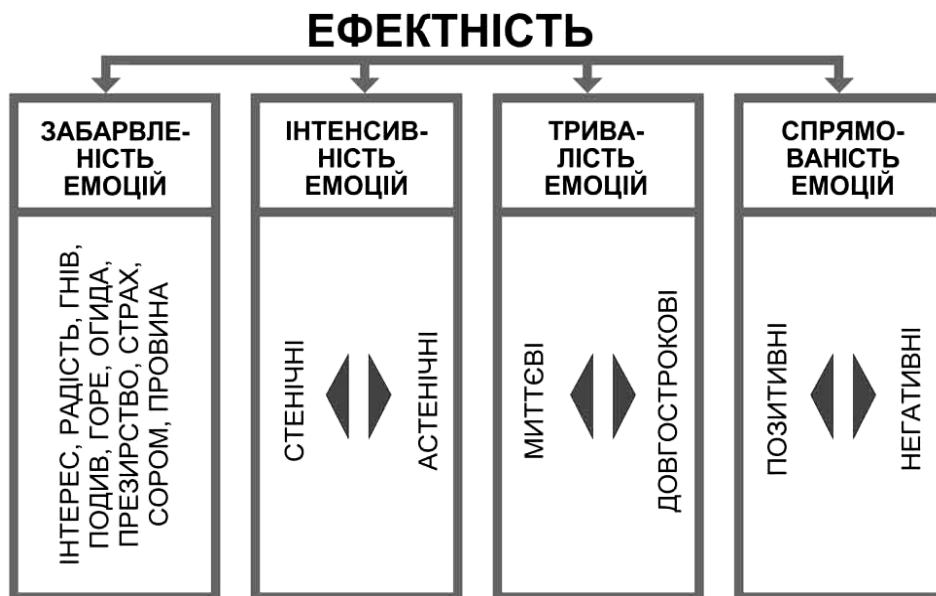 ЕФЕКТНІСТЬ
ЗАБАРВЛЕ-
НІСТЬ
ЕМОЦІЙ
ІНТЕРЕС, РАДІСТЬ, ГНІВ,
ПОДИВ, ГОРЕ, ОГИДА,
ПРЕЗИРСТВО, СТРАХ,
СОРОМ, ПРОВИНА
ІНТЕНСИВ-
НІСТЬ
ЕМОЦІЙ
СТЕНІЧНІ
АСТЕНІЧНІ
ТРИВА-
ЛІСТЬ
ЕМОЦІЙ
МИТТЄВІ
ДОВГОСТРОКОВІ
СПРЯМО-
ВАНІСТЬ
ЕМОЦІЙ
ПОЗИТИВНІ
НЕГАТИВНІ